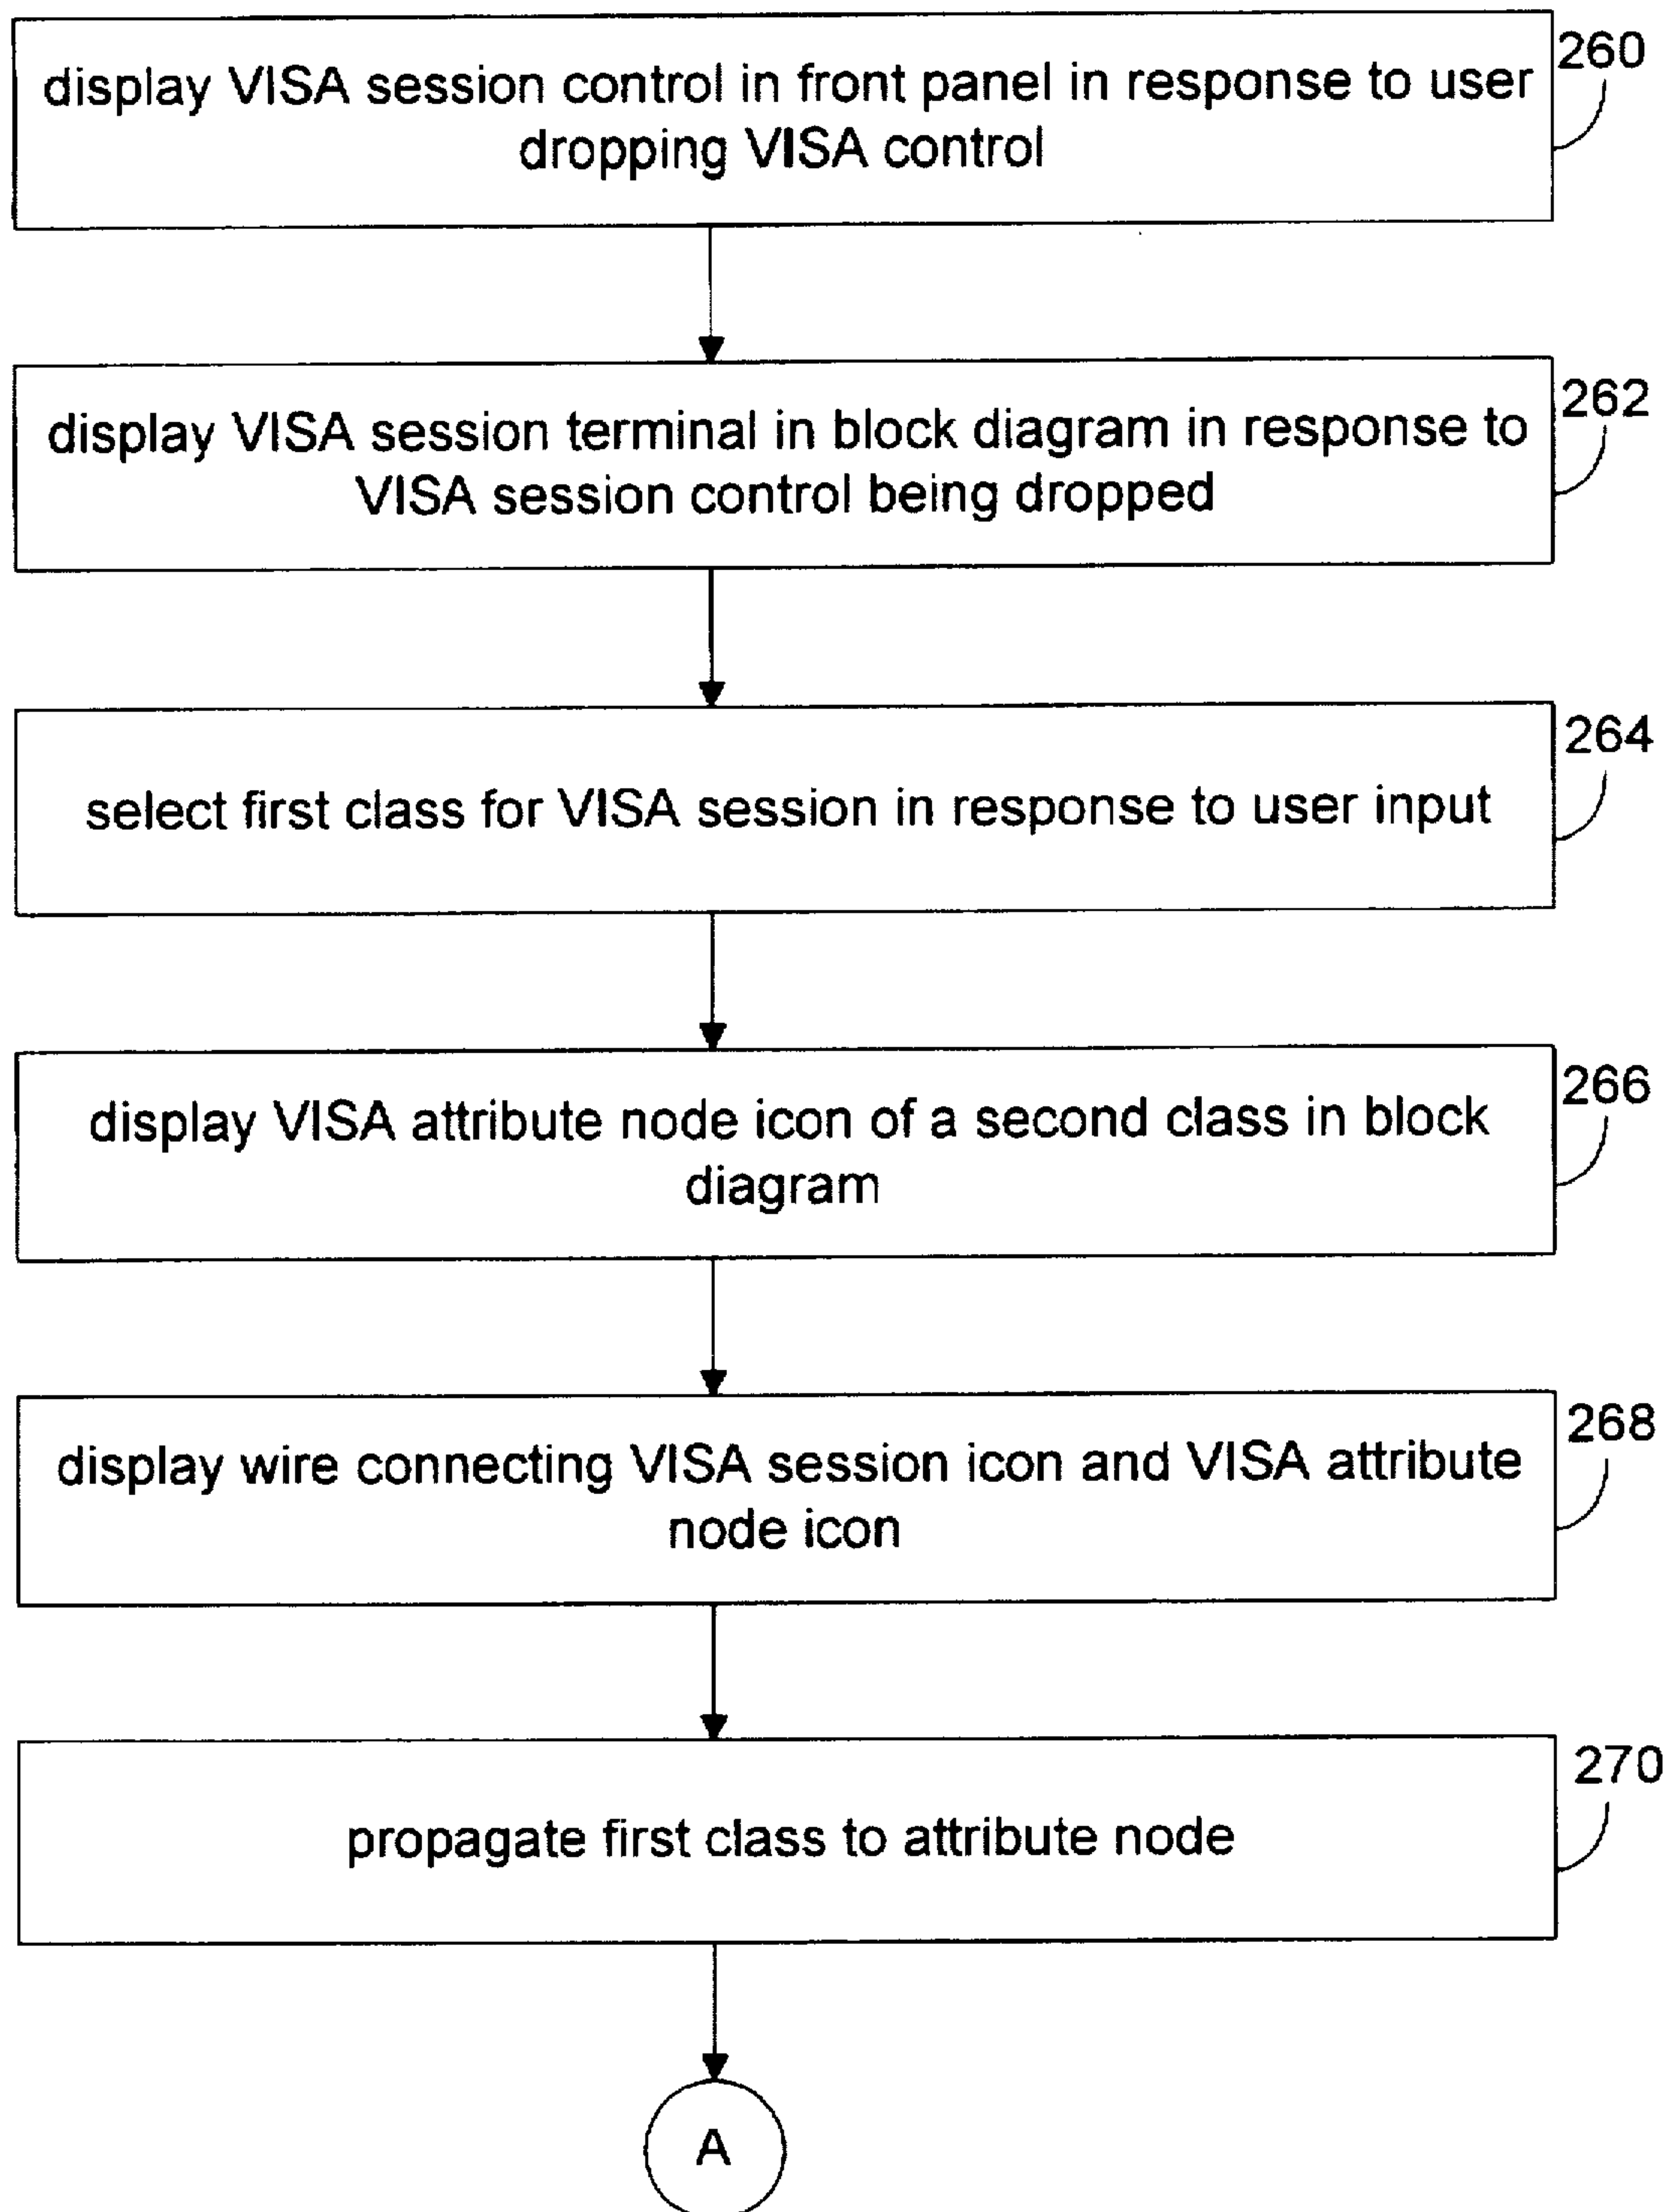 260
display VISA session control in front panel in response to user
dropping VISA control
262
display VISA session terminal in block diagram in response to
VISA session control being dropped
264
select first class for VISA session in response to user input
266
display VISA attribute node icon of a second class in block
diagram
268
display wire connecting VISA session icon and VISA attribute
node icon
270
propagate first class to attribute node
A